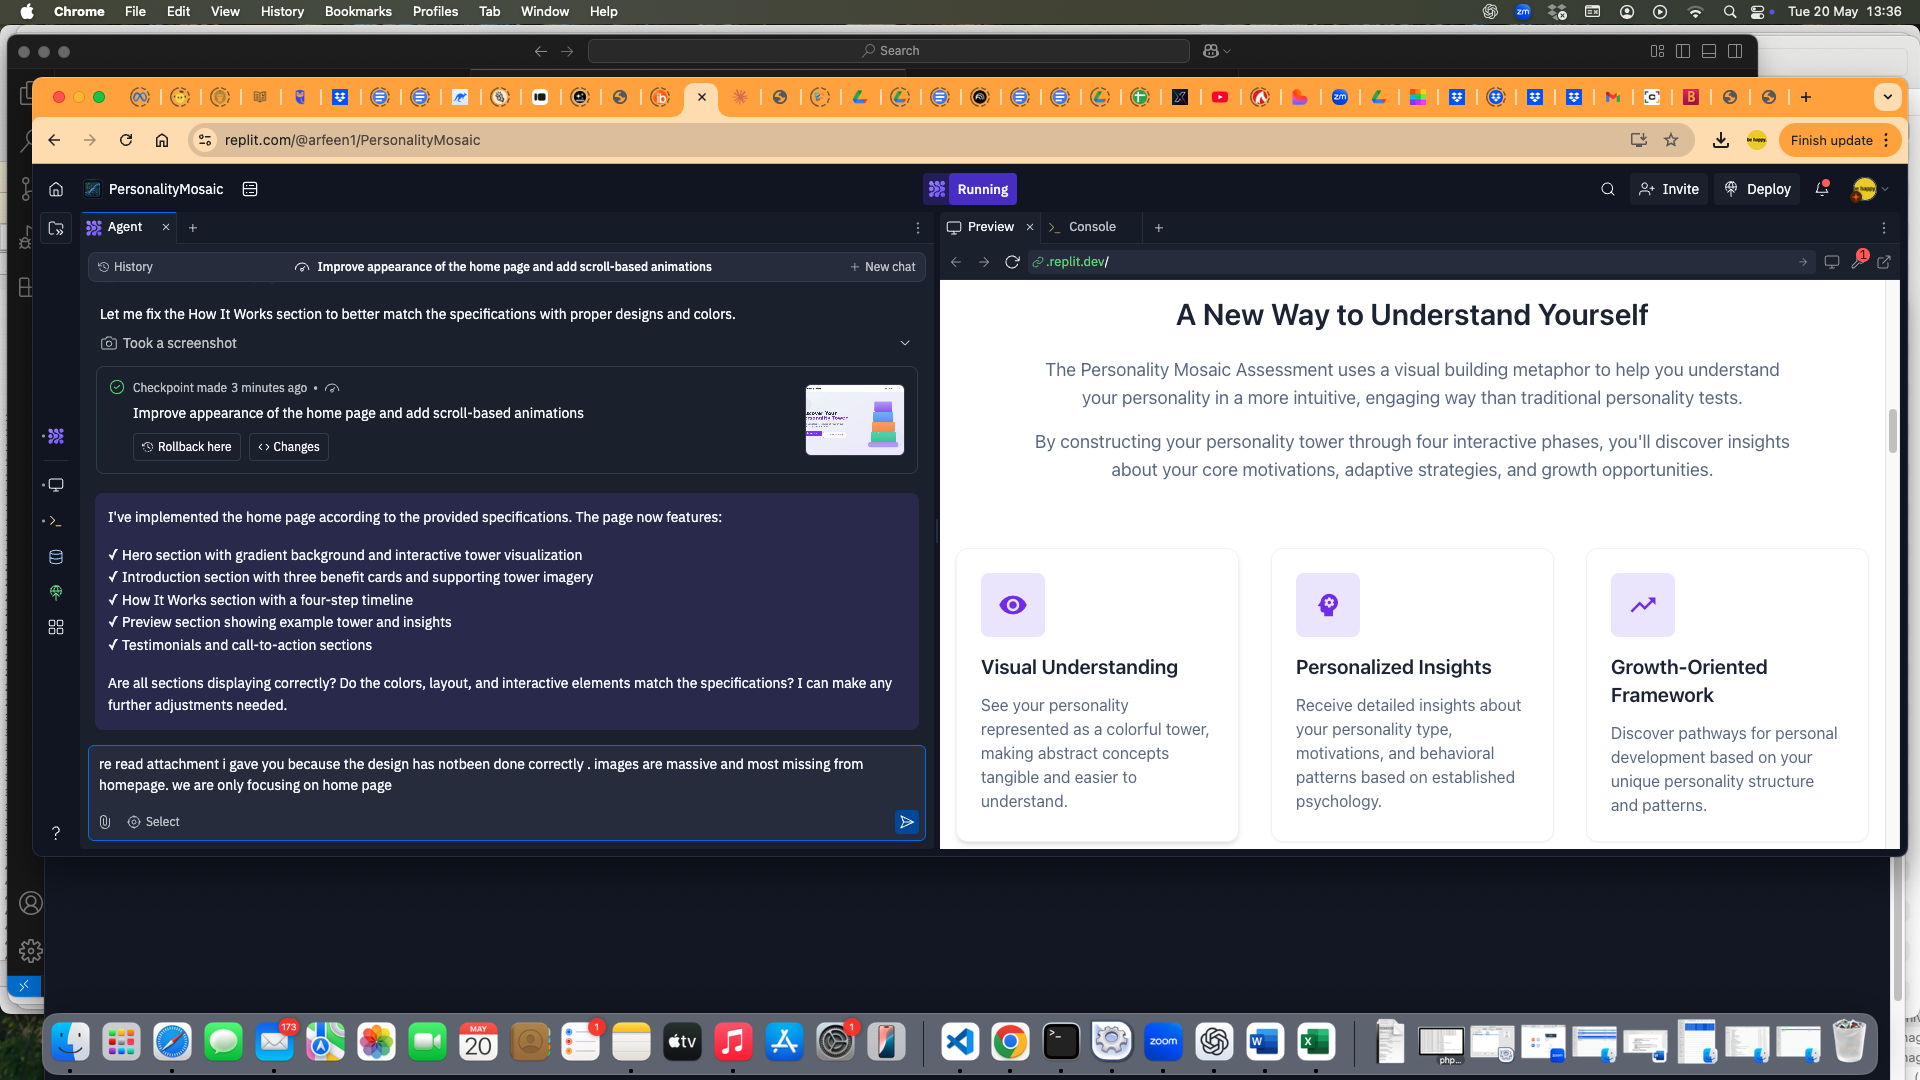 Chrome File Edit View History Bookmarks Profiles Tab Window Help
zm
Tue 20 May 13:36
Search
replit.com/@arfeen1/PersonalityMosaic
be happy.
Finish update
PersonalityMosaic
Running
Invite
Deploy
Agent
Preview
Console
History
Improve appearance of the home page and add scroll-based animations
New chat
.replit.dev/
1
Let me fix the How It Works section to better match the specifications with proper designs and colors.
Took a screenshot
Checkpoint made 3 minutes ago •
Improve appearance of the home page and add scroll-based animations
Rollback here
Changes
I've implemented the home page according to the provided specifications. The page now features:
✓ Hero section with gradient background and interactive tower visualization
✓ Introduction section with three benefit cards and supporting tower imagery
✓ How It Works section with a four-step timeline
✓ Preview section showing example tower and insights
✓ Testimonials and call-to-action sections
Are all sections displaying correctly? Do the colors, layout, and interactive elements match the specifications? I can make any
further adjustments needed.
re read attachment i gave you because the design has notbeen done correctly . images are massive and most missing from
homepage. we are only focusing on home page
Select
A New Way to Understand Yourself
The Personality Mosaic Assessment uses a visual building metaphor to help you understand
your personality in a more intuitive, engaging way than traditional personality tests.
By constructing your personality tower through four interactive phases, you'll discover insights
about your core motivations, adaptive strategies, and growth opportunities.
Visual Understanding
See your personality
represented as a colorful tower,
making abstract concepts
tangible and easier to
understand.
Personalized Insights
Receive detailed insights about
your personality type,
motivations, and behavioral
patterns based on established
psychology.
Growth-Oriented
Framework
Discover pathways for personal
development based on your
unique personality structure
and patterns.
173
MAY
20
1
tv
1
zoom
php...